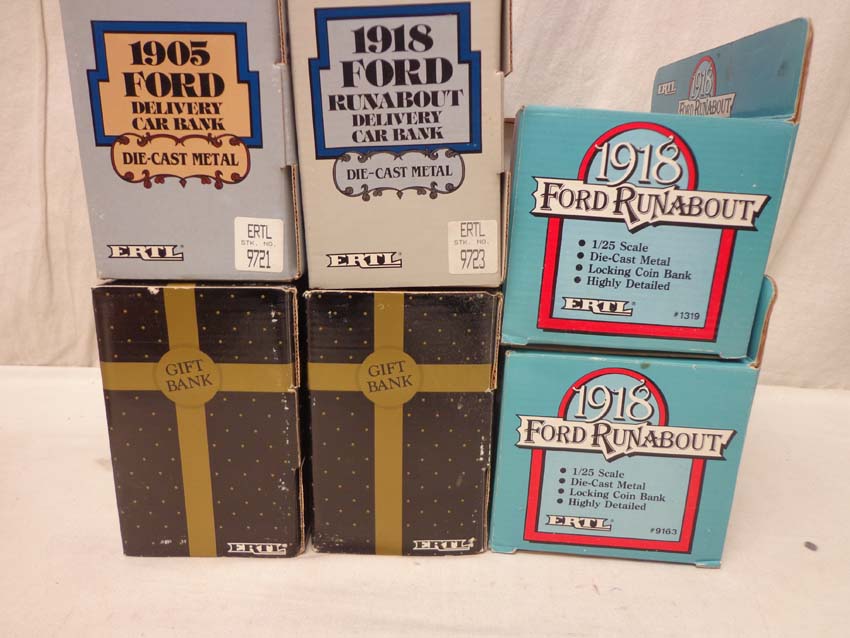 1905
FORD
DELIVERY
CAR BANK
DIE-CAST METAL
ERTL®
ERTL
STK. NO.
9721
1918
FORD
RUNABOUT
DELIVERY
CAR BANK
DIE-CAST METAL
ERTL®
ERTL
STK. NO.
9723
ERTL
1918
FORD RUNABOUT
1918
FORD RUNABOUT
• 1/25 Scale
• Die-Cast Metal
• Locking Coin Bank
• Highly Detailed
ERTL®
#1319
GIFT
BANK
ERTL®
GIFT
BANK
ERTL®
1918
FORD RUNABOUT
• 1/25 Scale
• Die-Cast Metal
• Locking Coin Bank
• Highly Detailed
ERTL®
#9163